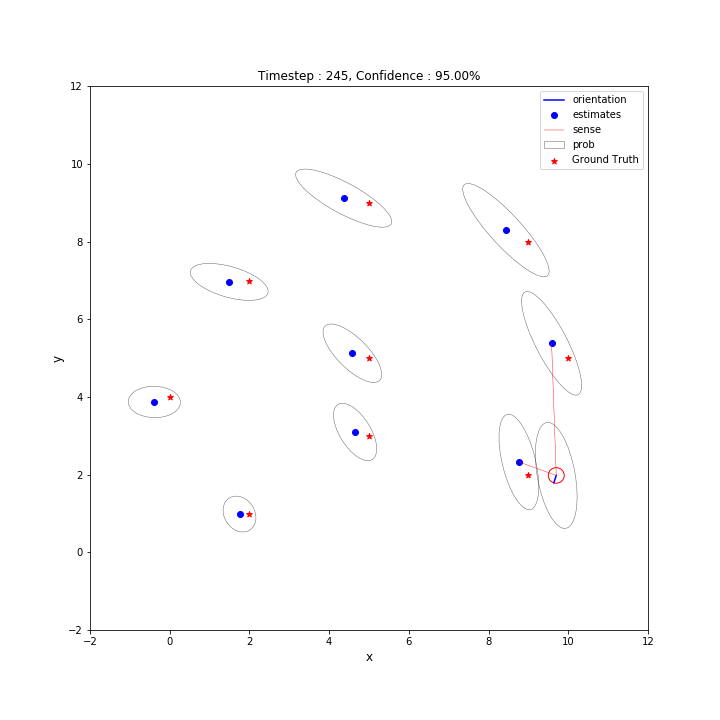 Timestep : 245, Confidence : 95.00%
orientation
estimates
sense
prob
Ground Truth
12
10
8
6
4
2
0
−2
y
−2 0 2 4 6 8 10 12
x